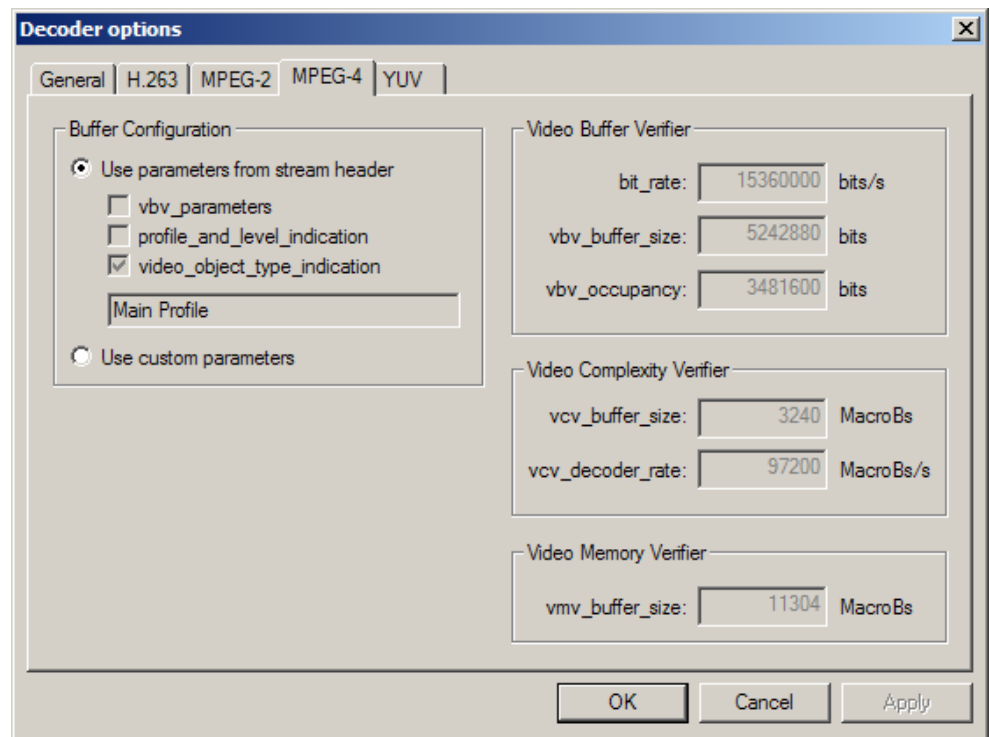 Decoder options
General H.263 MPEG-2 MPEG-4 YUV
Buffer Configuration
Use parameters from stream header
vbv_parameters
profile_and_level_indication
video_object_type_indication
Main Profile
Use custom parameters
Video Buffer Verifier
bit_rate: 15360000 bits/s
vbv_buffer_size: 5242880 bits
vbv_occupancy: 3481600 bits
Video Complexity Verifier
vcv_buffer_size: 3240 MacroBs
vcv_decoder_rate: 97200 MacroBs/s
Video Memory Verifier
vmv_buffer_size: 11304 MacroBs
OK Cancel Apply